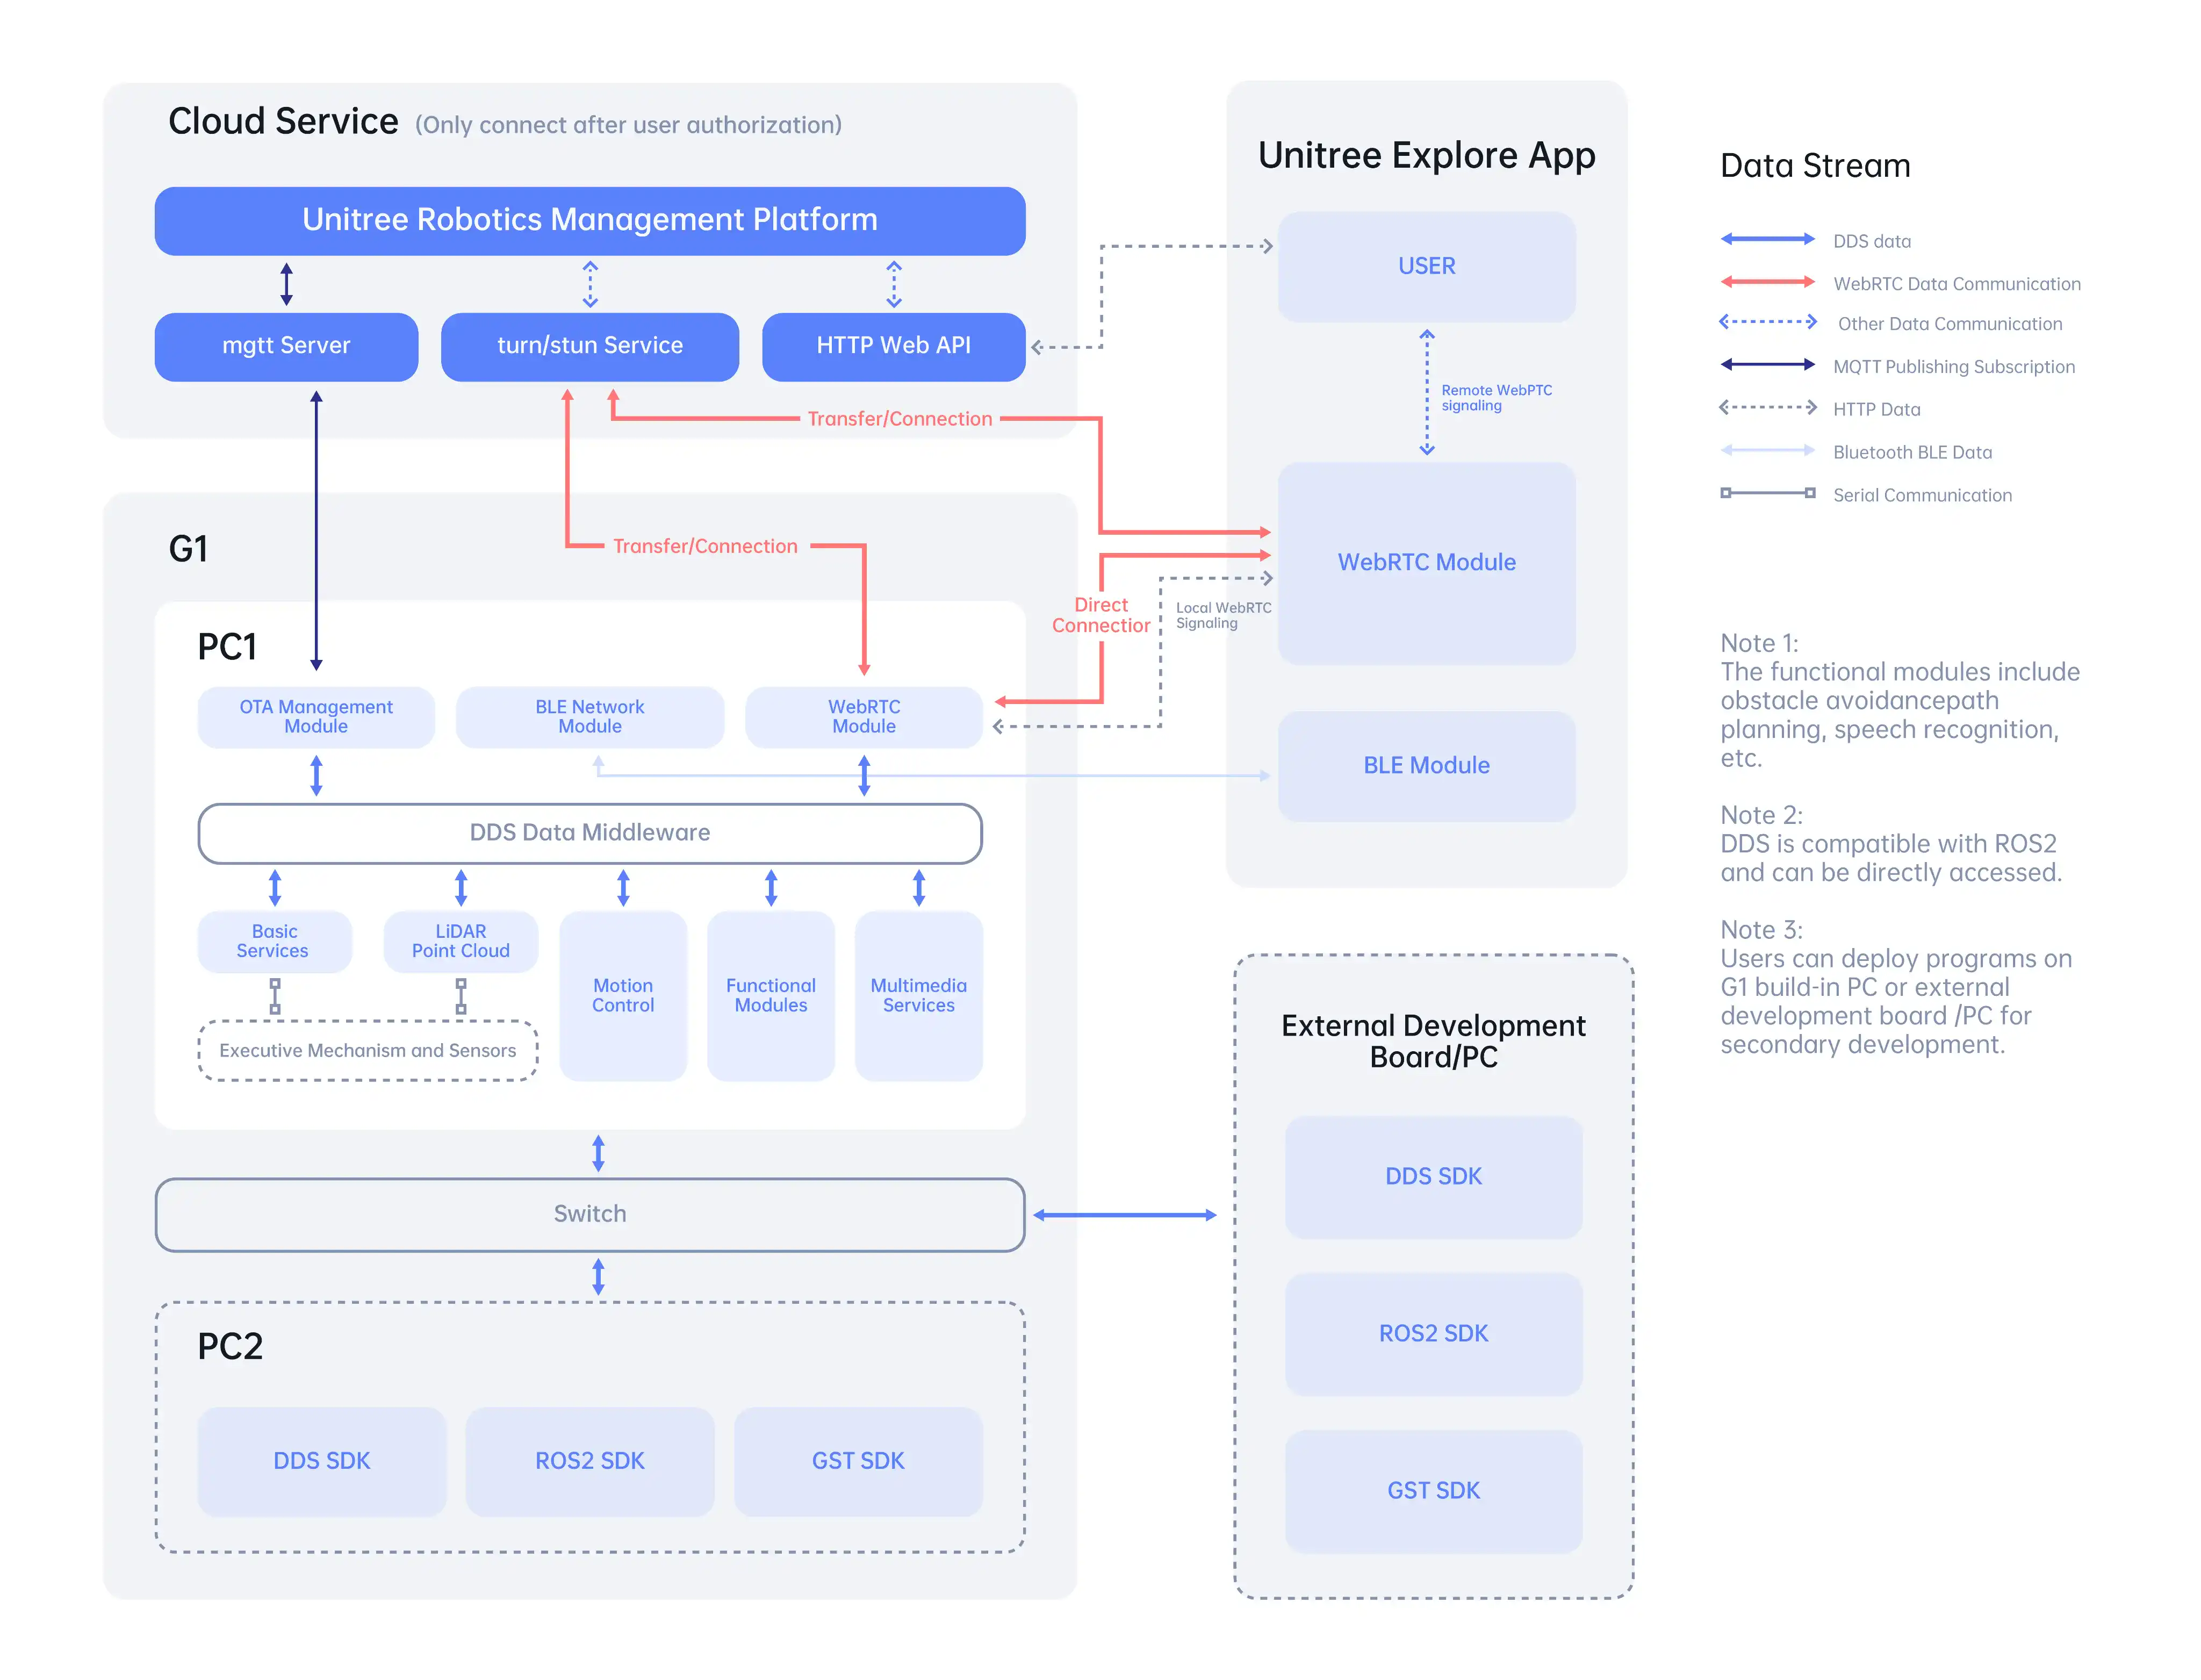 Cloud Service (Only connect after user authorization)
Unitree Robotics Management Platform
mgtt Server
turn/stun Service
HTTP Web API
Transfer/Connection
G1
Transfer/Connection
PC1
OTA Management
Module
BLE Network
Module
WebRTC
Module
DDS Data Middleware
Basic
Services
LiDAR
Point Cloud
Motion
Control
Functional
Modules
Multimedia
Services
Executive Mechanism and Sensors
Switch
PC2
DDS SDK
ROS2 SDK
GST SDK
Direct
Connectior
Local WebRTC
Signaling
Unitree Explore App
USER
Remote WebPTC
signaling
WebRTC Module
BLE Module
External Development
Board/PC
DDS SDK
ROS2 SDK
GST SDK
Data Stream
DDS data
WebRTC Data Communication
Other Data Communication
MQTT Publishing Subscription
HTTP Data
Bluetooth BLE Data
Serial Communication
Note 1:
The functional modules include
obstacle avoidancepath
planning, speech recognition,
etc.
Note 2:
DDS is compatible with ROS2
and can be directly accessed.
Note 3:
Users can deploy programs on
G1 build-in PC or external
development board /PC for
secondary development.